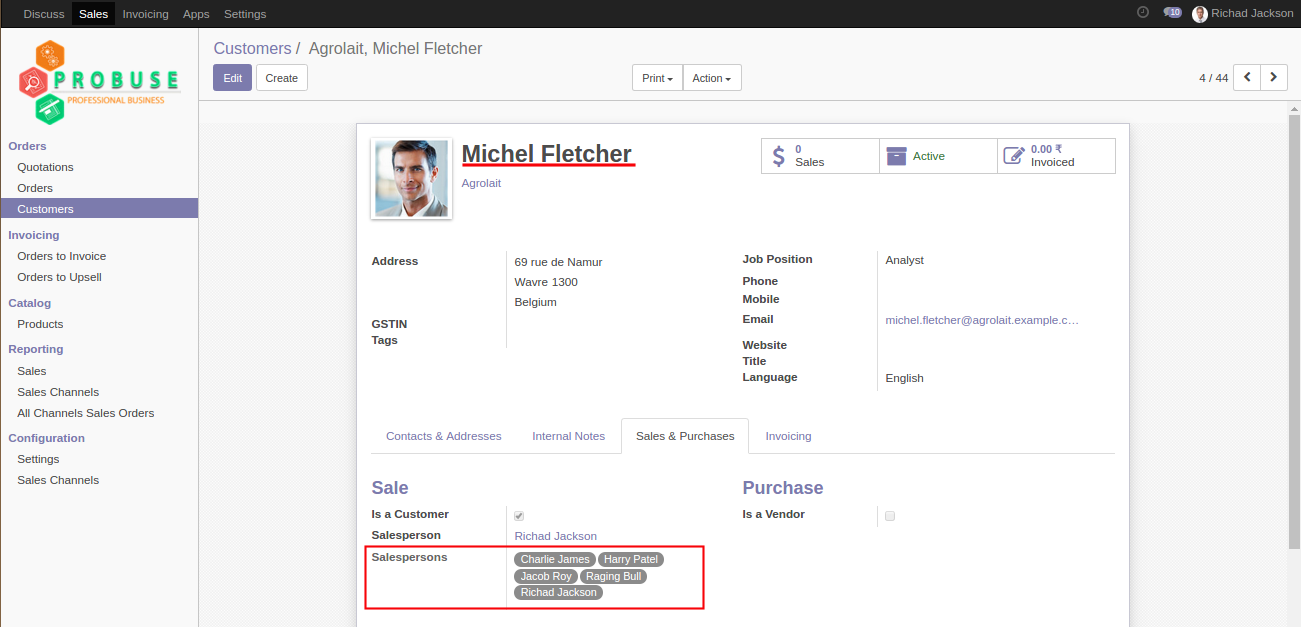 Discuss Sales Invoicing Apps Settings 10 Richad Jackson
PROBUSE
PROFESSIONAL BUSINESS
Orders
Quotations
Orders
Customers
Invoicing
Orders to Invoice
Orders to Upsell
Catalog
Products
Reporting
Sales
Sales Channels
All Channels Sales Orders
Configuration
Settings
Sales Channels
Customers / Agrolait, Michel Fletcher
Edit Create Print Action 4 / 44
Michel Fletcher
Agrolait
0
Sales
Active
0.00 ₹
Invoiced
Address 69 rue de Namur
Wavre 1300
Belgium
GSTIN
Tags
Job Position Analyst
Phone
Mobile
Email michel.fletcher@agrolait.example.c…
Website
Title
Language English
Contacts & Addresses Internal Notes Sales & Purchases Invoicing
Sale
Is a Customer
Salesperson Richad Jackson
Salespersons Charlie James Harry Patel
Jacob Roy Raging Bull
Richad Jackson
Purchase
Is a Vendor